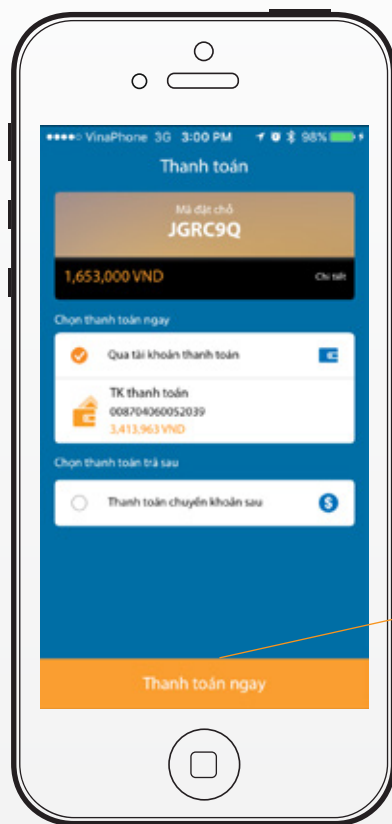 VinaPhone 3G 3:00 PM 98%
Thanh toán
Mã đặt chỗ
JGRC9Q
1,653,000 VND Chi tiết
Chọn thanh toán ngay
Qua tài khoản thanh toán
TK thanh toán
008704060052039
3,413,963 VND
Chọn thanh toán trả sau
Thanh toán chuyển khoản sau
Thanh toán ngay